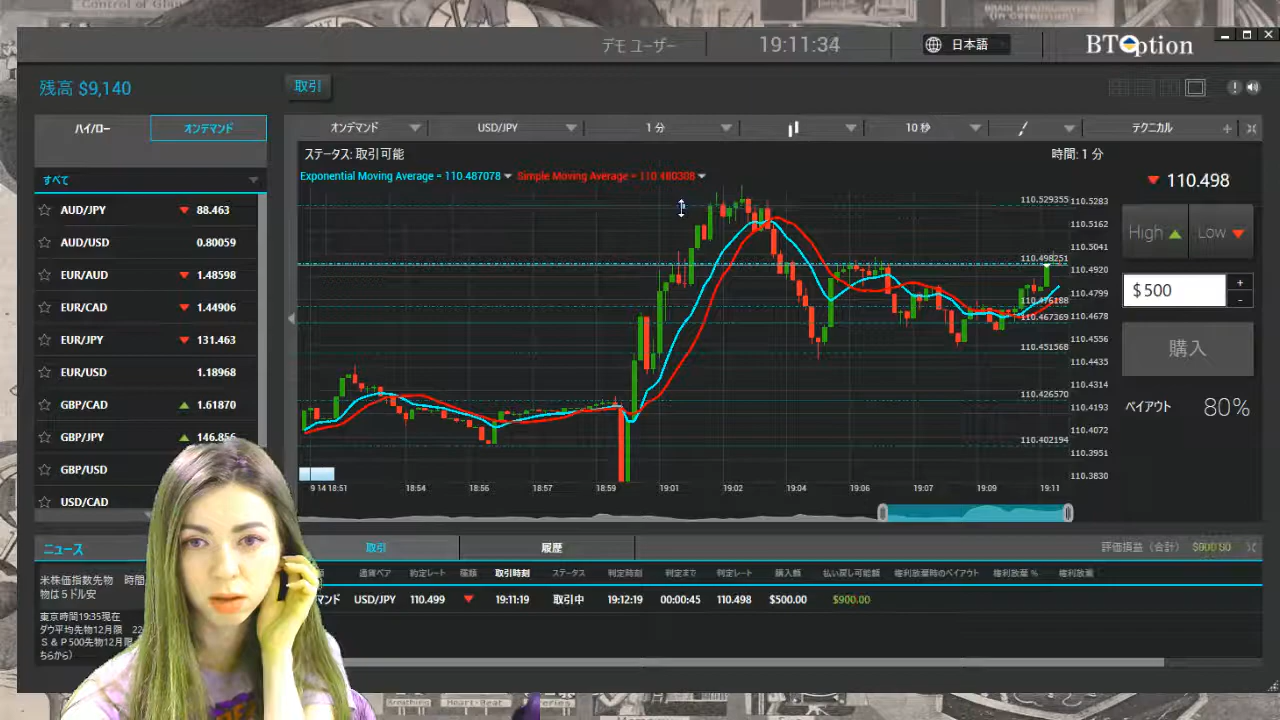 Control of Glu
デモ ユーザー
19:11:34
日本語
BTOption
残高 $9,140
取引
ハイ/ロー
オンデマンド
オンデマンド
USD/JPY
1 分
10 秒
テクニカル
ステータス: 取引可能
時間: 1 分
すべて
Exponential Moving Average = 110.487078
Simple Moving Average = 110.480308
AUD/JPY 88.463
AUD/USD 0.80059
EUR/AUD 1.48598
EUR/CAD 1.44906
EUR/JPY 131.463
EUR/USD 1.18968
GBP/CAD 1.61870
GBP/JPY 146.856
GBP/USD
USD/CAD
110.529355
110.498251
110.476188
110.467369
110.451568
110.426570
110.402194
110.5283
110.5162
110.5041
110.4920
110.4799
110.4678
110.4556
110.4435
110.4314
110.4193
110.4072
110.3951
110.3830
9 14 18:51
18:54
18:56
18:57
18:59
19:01
19:02
19:04
19:06
19:07
19:09
19:11
110.498
High
Low
$ 500
+
-
購入
ペイアウト 80%
ニュース
取引
履歴
評価損益（合計） $900.00
米株価指数先物 時間
物は５ドル安
東京時間19:35現在
ダウ平均先物12月限 22
Ｓ＆Ｐ500先物12月限
ちらから）
通貨ペア
約定レート
種類
取引時刻
ステータス
判定時刻
判定まで
判定レート
購入額
払い戻し可能額
権利放棄時のペイアウト
権利放棄 %
権利放棄
マンド
USD/JPY
110.499
19:11:19
取引中
19:12:19
00:00:45
110.498
$500.00
$900.00
Breathing
Heart-Beat